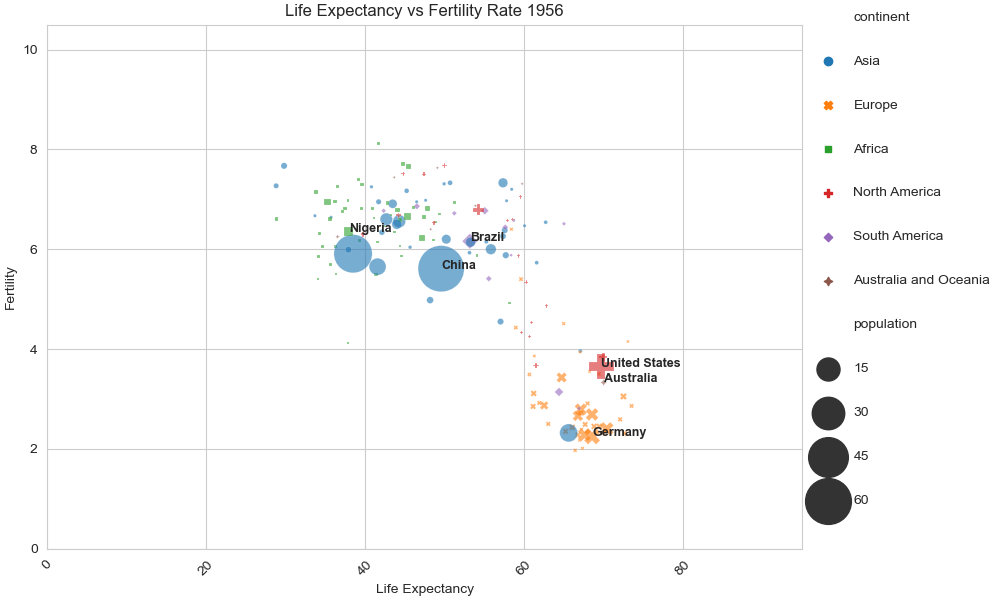 Life Expectancy vs Fertility Rate 1956
continent
Asia
Europe
Africa
North America
South America
Australia and Oceania
population
15
30
45
60
Fertility
10
8
6
4
2
0
Nigeria
Brazil
China
United States
Australia
Germany
0
20
40
60
80
Life Expectancy